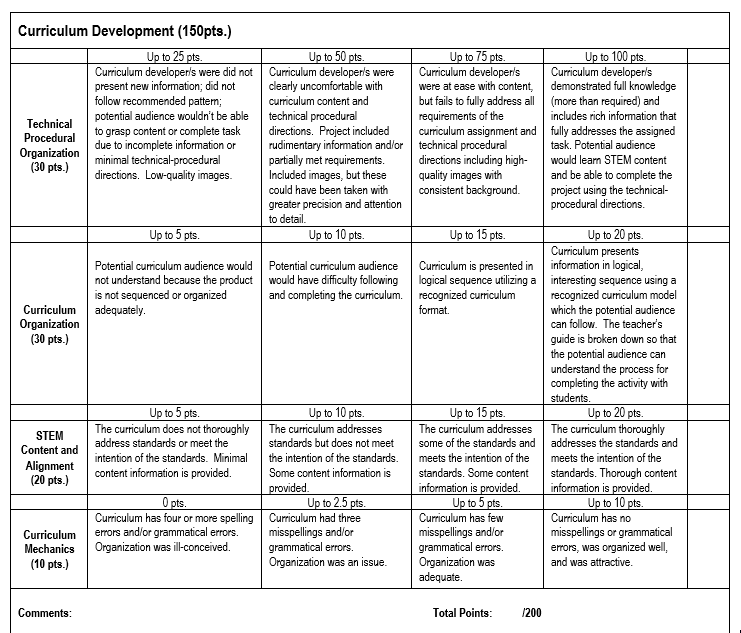 Curriculum Development (150pts.)
Up to 25 pts.
Up to 50 pts.
Up to 75 pts.
Up to 100 pts.
Technical
Procedural
Organization
(30 pts.)
Curriculum developer/s were did not
present new information; did not
follow recommended pattern;
potential audience wouldn't be able
to grasp content or complete task
due to incomplete information or
minimal technical-procedural
directions.  Low-quality images.
Curriculum developer/s were
clearly uncomfortable with
curriculum content and
technical procedural
directions.  Project included
rudimentary information and/or
partially met requirements.
Included images, but these
could have been taken with
greater precision and attention
to detail.
Curriculum developer/s
were at ease with content,
but fails to fully address all
requirements of the
curriculum assignment and
technical procedural
directions including high-
quality images with
consistent background.
Curriculum developer/s
demonstrated full knowledge
(more than required) and
includes rich information that
fully addresses the assigned
task. Potential audience
would learn STEM content
and be able to complete the
project using the technical-
procedural directions.
Up to 5 pts.
Up to 10 pts.
Up to 15 pts.
Up to 20 pts.
Curriculum
Organization
(30 pts.)
Potential curriculum audience would
not understand because the product
is not sequenced or organized
adequately.
Potential curriculum audience
would have difficulty following
and completing the curriculum.
Curriculum is presented in
logical sequence utilizing a
recognized curriculum
format.
Curriculum presents
information in logical,
interesting sequence using a
recognized curriculum model
which the potential audience
can follow.  The teacher's
guide is broken down so that
the potential audience can
understand the process for
completing the activity with
students.
Up to 5 pts.
Up to 10 pts.
Up to 15 pts.
Up to 20 pts.
STEM
Content and
Alignment
(20 pts.)
The curriculum does not thoroughly
address standards or meet the
intention of the standards.  Minimal
content information is provided.
The curriculum addresses
standards but does not meet
the intention of the standards.
Some content information is
provided.
The curriculum addresses
some of the standards and
meets the intention of the
standards. Some content
information is provided.
The curriculum thoroughly
addresses the standards and
meets the intention of the
standards. Thorough content
information is provided.
0 pts.
Up to 2.5 pts.
Up to 5 pts.
Up to 10 pts.
Curriculum
Mechanics
(10 pts.)
Curriculum has four or more spelling
errors and/or grammatical errors.
Organization was ill-conceived.
Curriculum had three
misspellings and/or
grammatical errors.
Organization was an issue.
Curriculum has few
misspellings and/or
grammatical errors.
Organization was
adequate.
Curriculum has no
misspellings or grammatical
errors, was organized well,
and was attractive.
Comments:
Total Points: /200